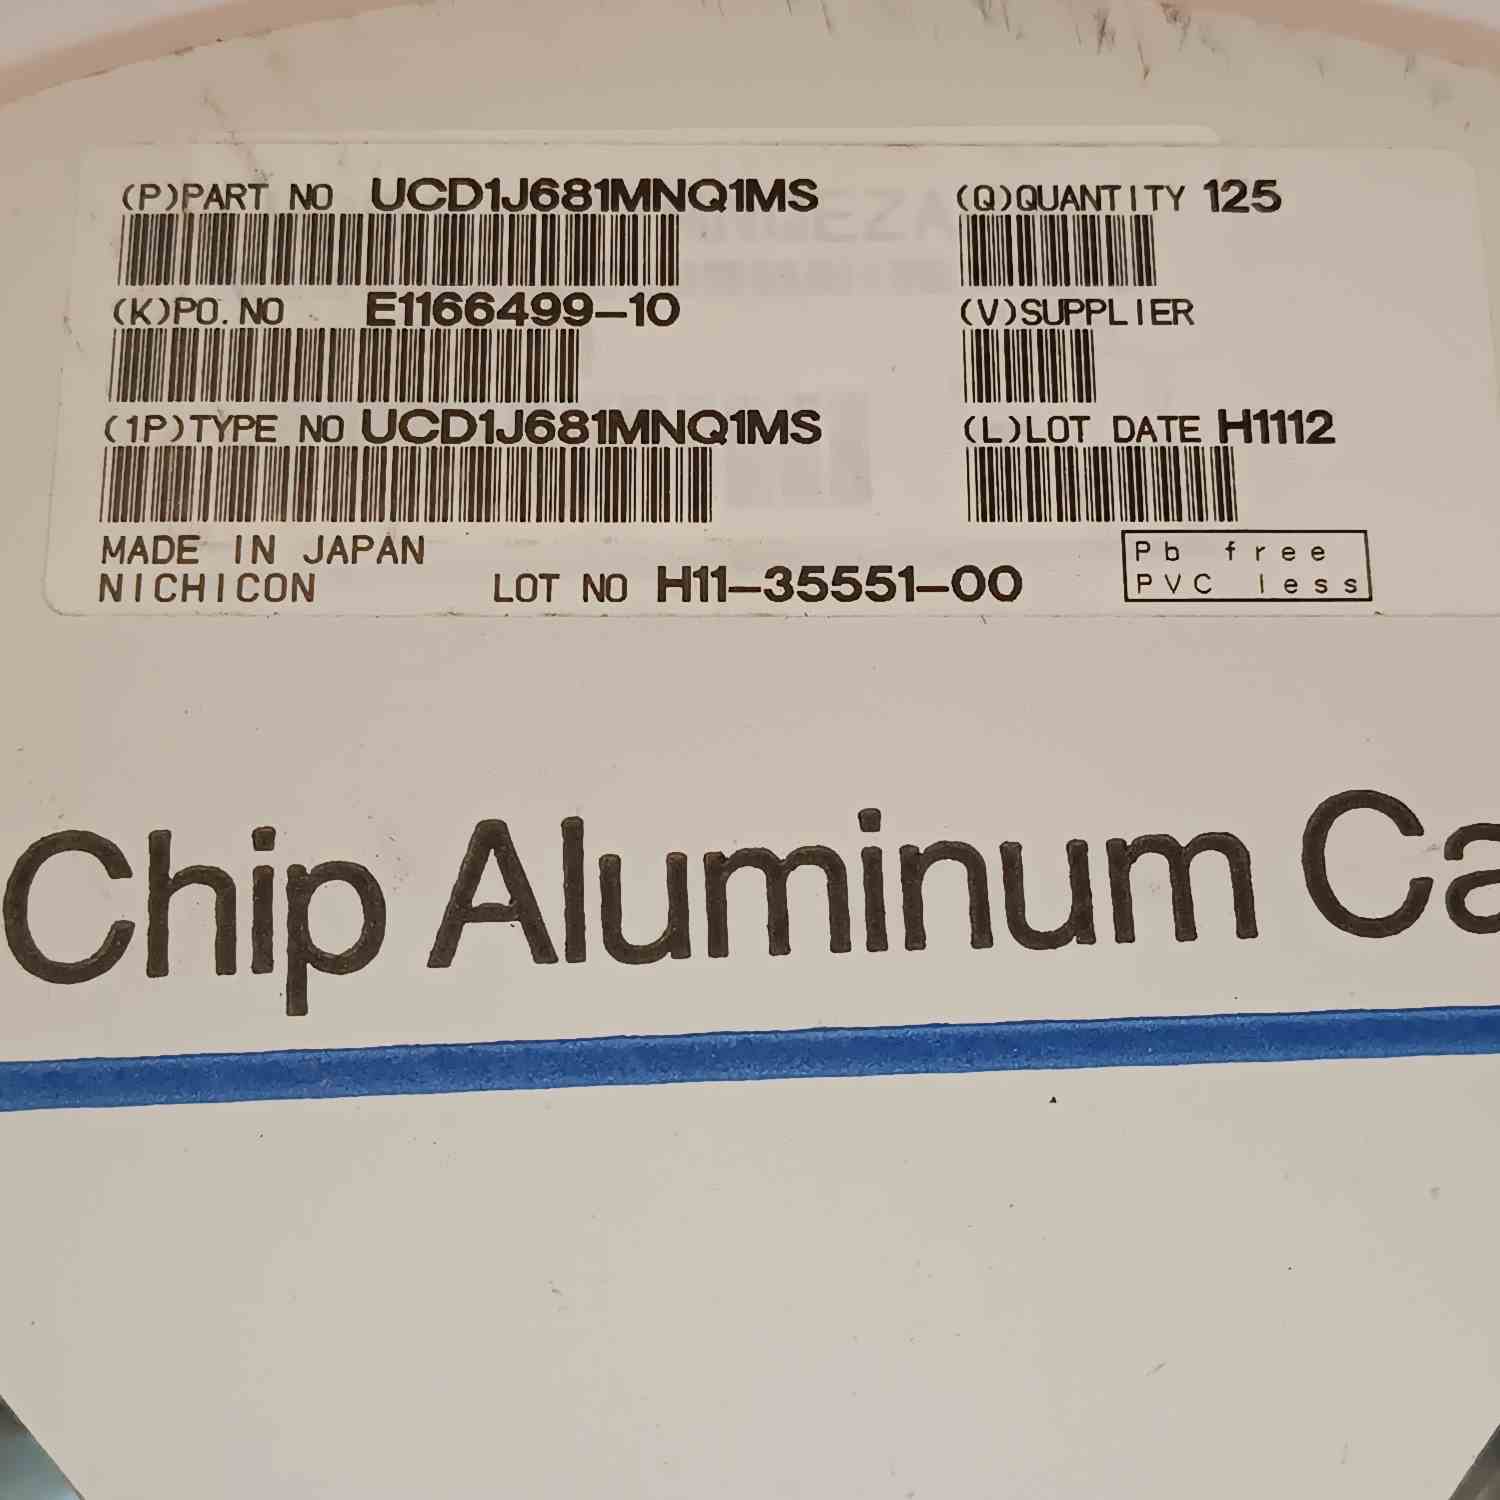 (P)PART NO UCD1J681MNQ1MS (Q)QUANTITY 125
(K)PO. NO E1166499-10 (V)SUPPLIER
(1P)TYPE NO UCD1J681MNQ1MS (L)LOT DATE H1112
MADE IN JAPAN
NICHICON LOT NO H11-35551-00
Pb free
PVC less
Chip Aluminum Ca